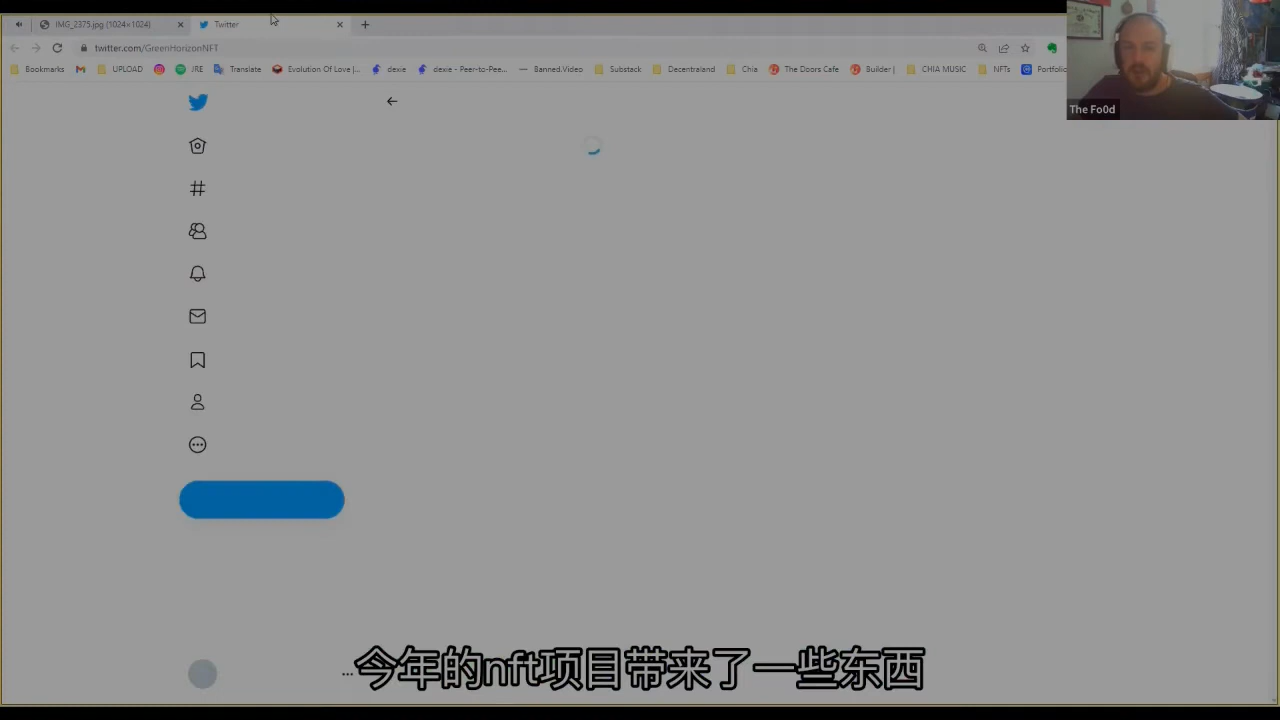 IMG_2375.jpg (1024×1024)
Twitter
twitter.com/GreenHorizonNFT
Bookmarks
UPLOAD
JRE
Translate
Evolution Of Love |...
dexie
dexie - Peer-to-Pee...
Banned.Video
Substack
Decentraland
Chia
The Doors Cafe
Builder |
CHIA MUSIC
NFTs
Portfolio
The Fo0d
今年的nft项目带来了一些东西